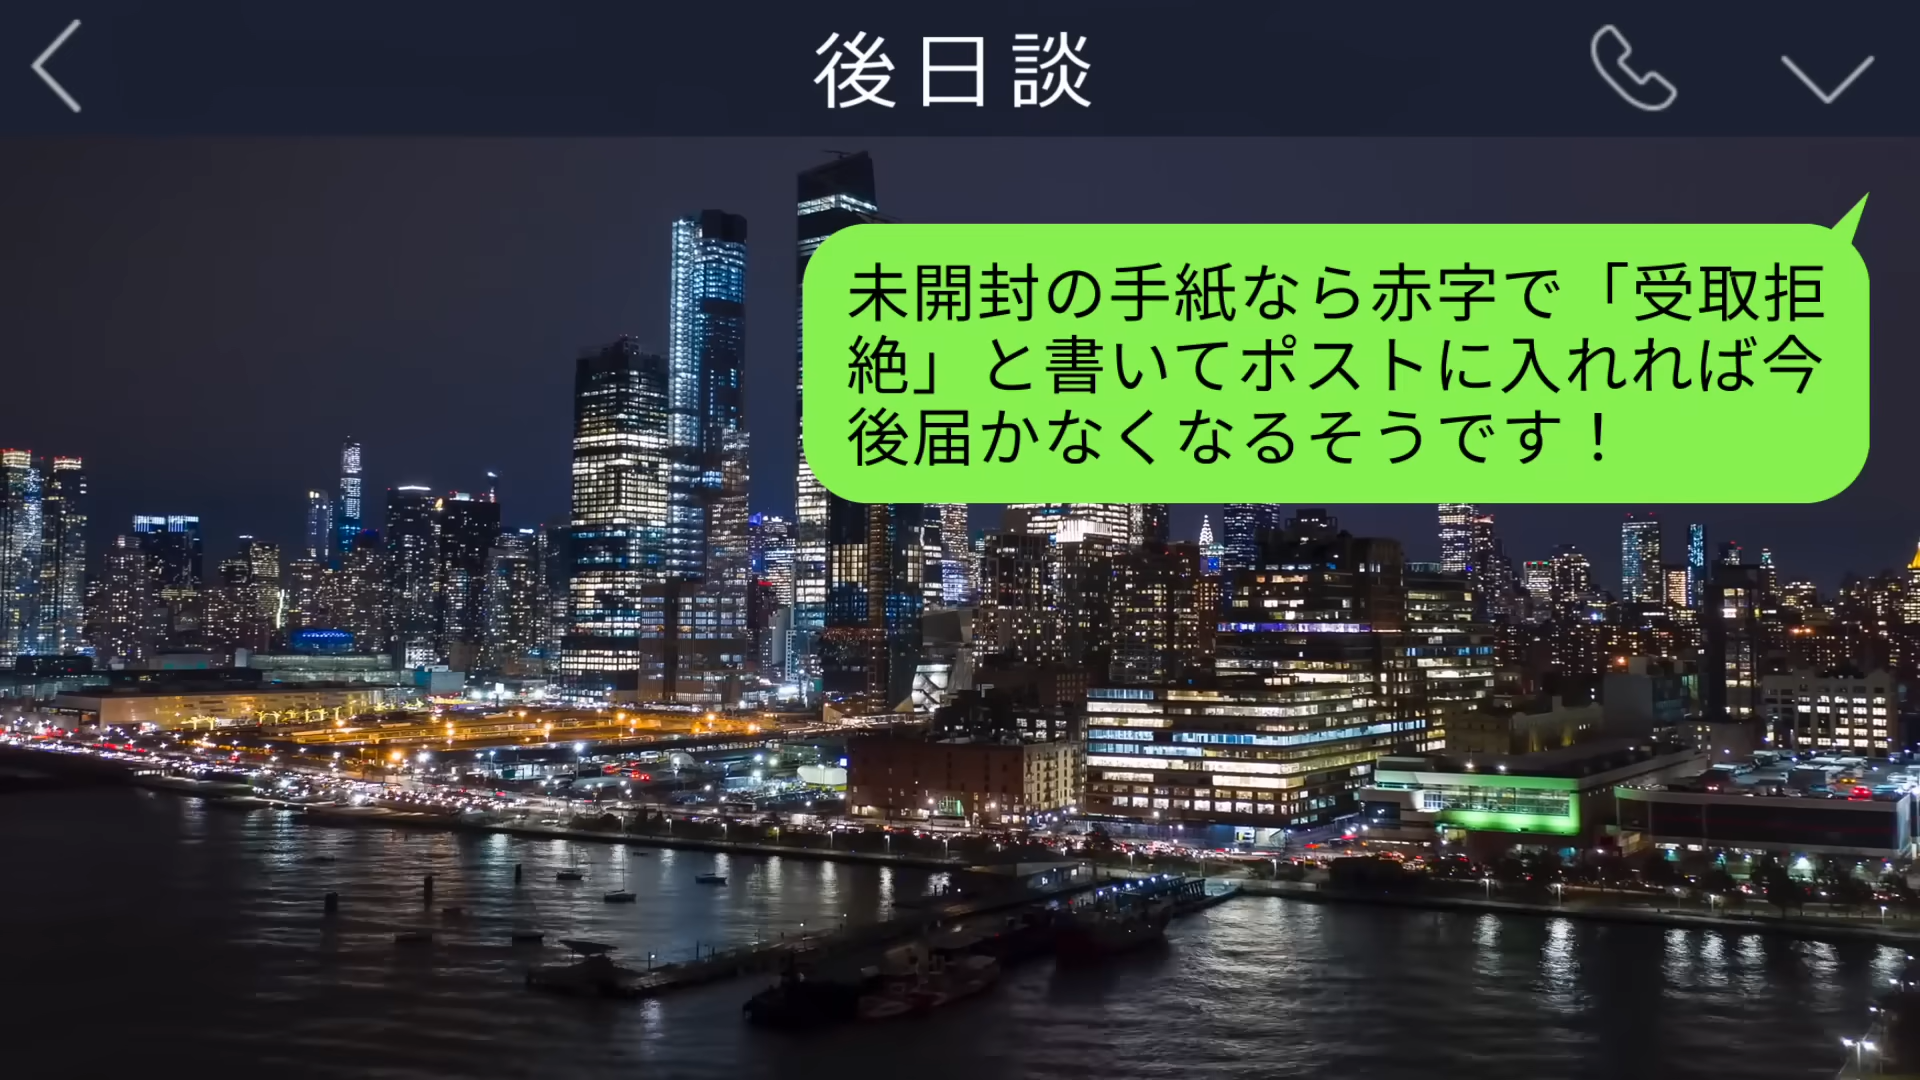 後日談
未開封の手紙なら赤字で「受取拒
絶」と書いてポストに入れれば今
後届かなくなるそうです！